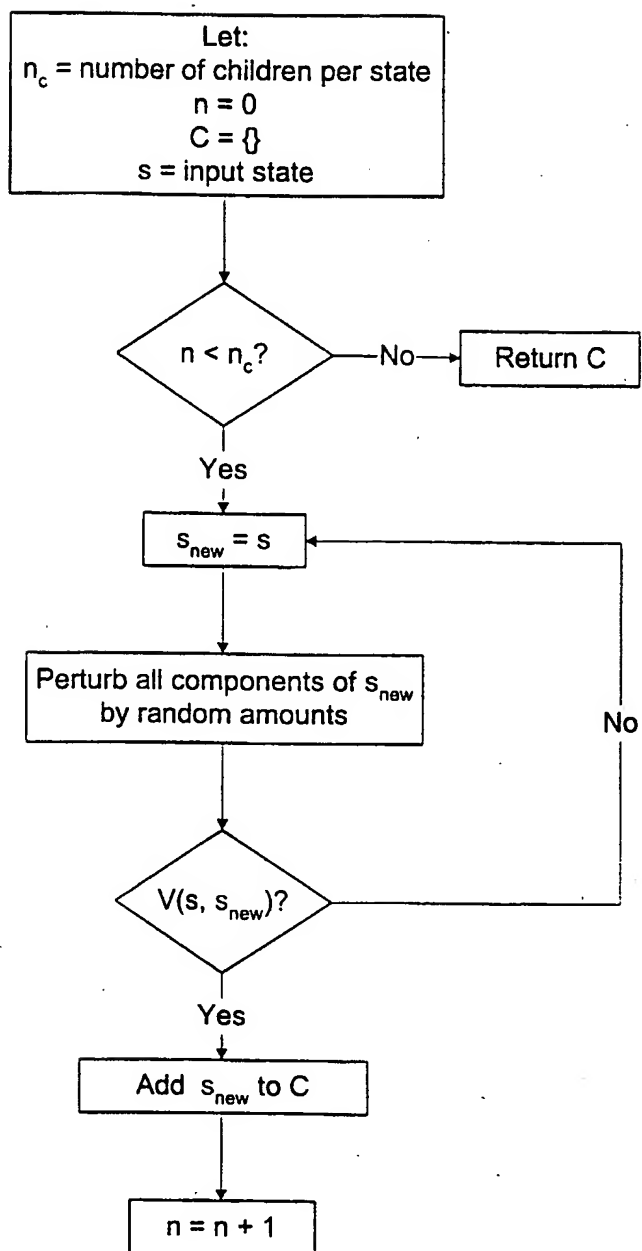 Let:
n_c = number of children per state
n = 0
C = {}
s = input state
n < n_c?
No
Return C
Yes
s_new = s
Perturb all components of s_new
by random amounts
No
V(s, s_new)?
Yes
Add s_new to C
n = n + 1